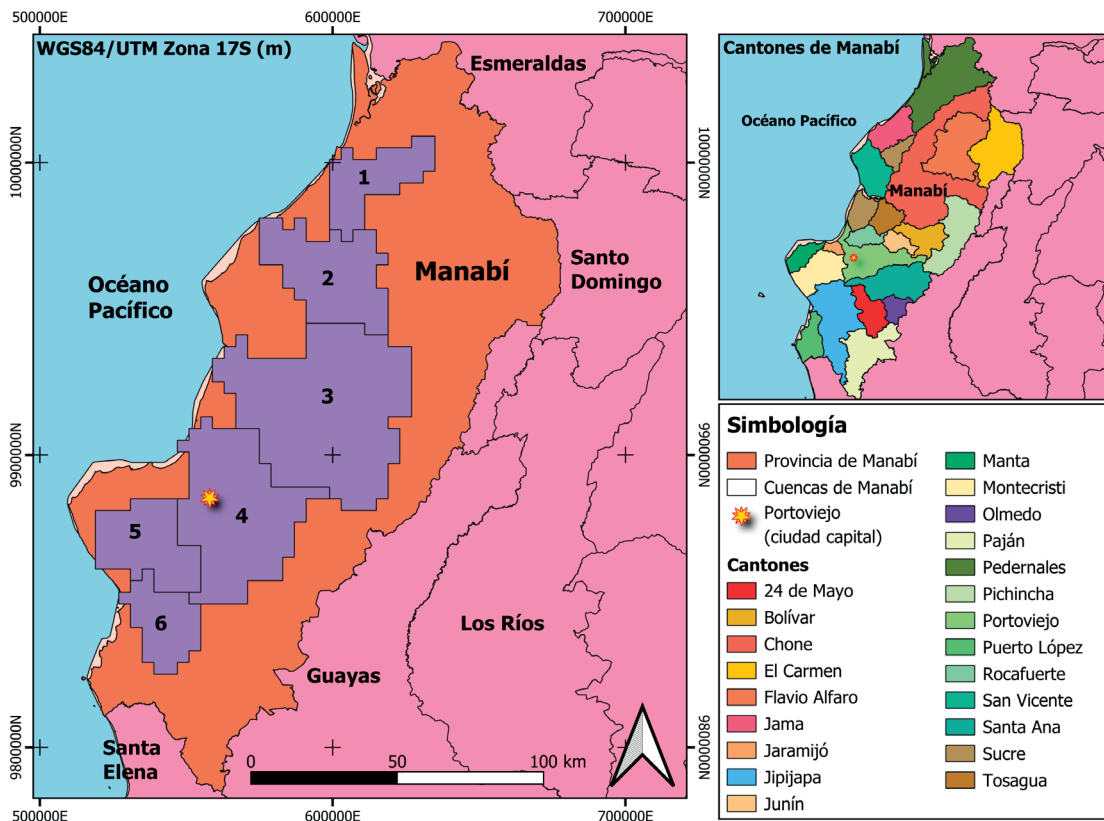 500000E
600000E
700000E
WGS84/UTM Zona 17S (m)
Esmeraldas
10000000N
1
2
Océano
Pacífico
Manabí
Santo
Domingo
3
9900000N
5
4
6
Los Ríos
Guayas
9800000N
Santa
Elena
0
50
100 km
500000E
600000E
700000E
10000000N
9900000N
9800000N
Cantones de Manabí
Océano Pacífico
Manabí
Simbología
Provincia de Manabí
Cuencas de Manabí
Portoviejo
(ciudad capital)
Cantones
24 de Mayo
Bolívar
Chone
El Carmen
Flavio Alfaro
Jama
Jaramijó
Jipijapa
Junín
Manta
Montecristi
Olmedo
Paján
Pedernales
Pichincha
Portoviejo
Puerto López
Rocafuerte
San Vicente
Santa Ana
Sucre
Tosagua